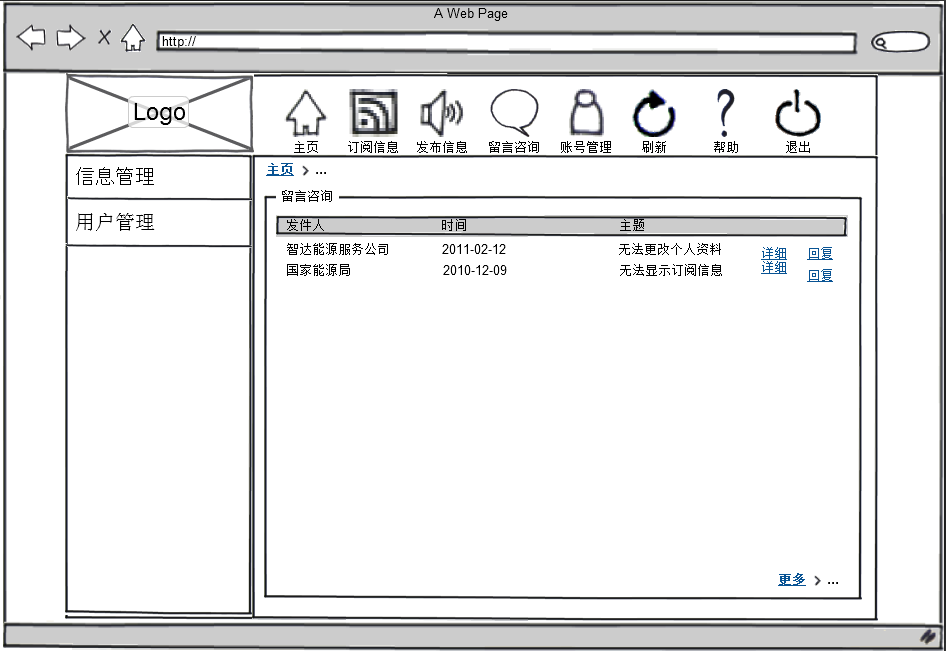 A Web Page
http://
Logo
主页 订阅信息 发布信息 留言咨询 账号管理 刷新 帮助 退出
信息管理
用户管理
主页 > ...
留言咨询
发件人 时间 主题
智达能源服务公司 2011-02-12 无法更改个人资料 详细 回复
国家能源局 2010-12-09 无法显示订阅信息 详细 回复
更多 > ...